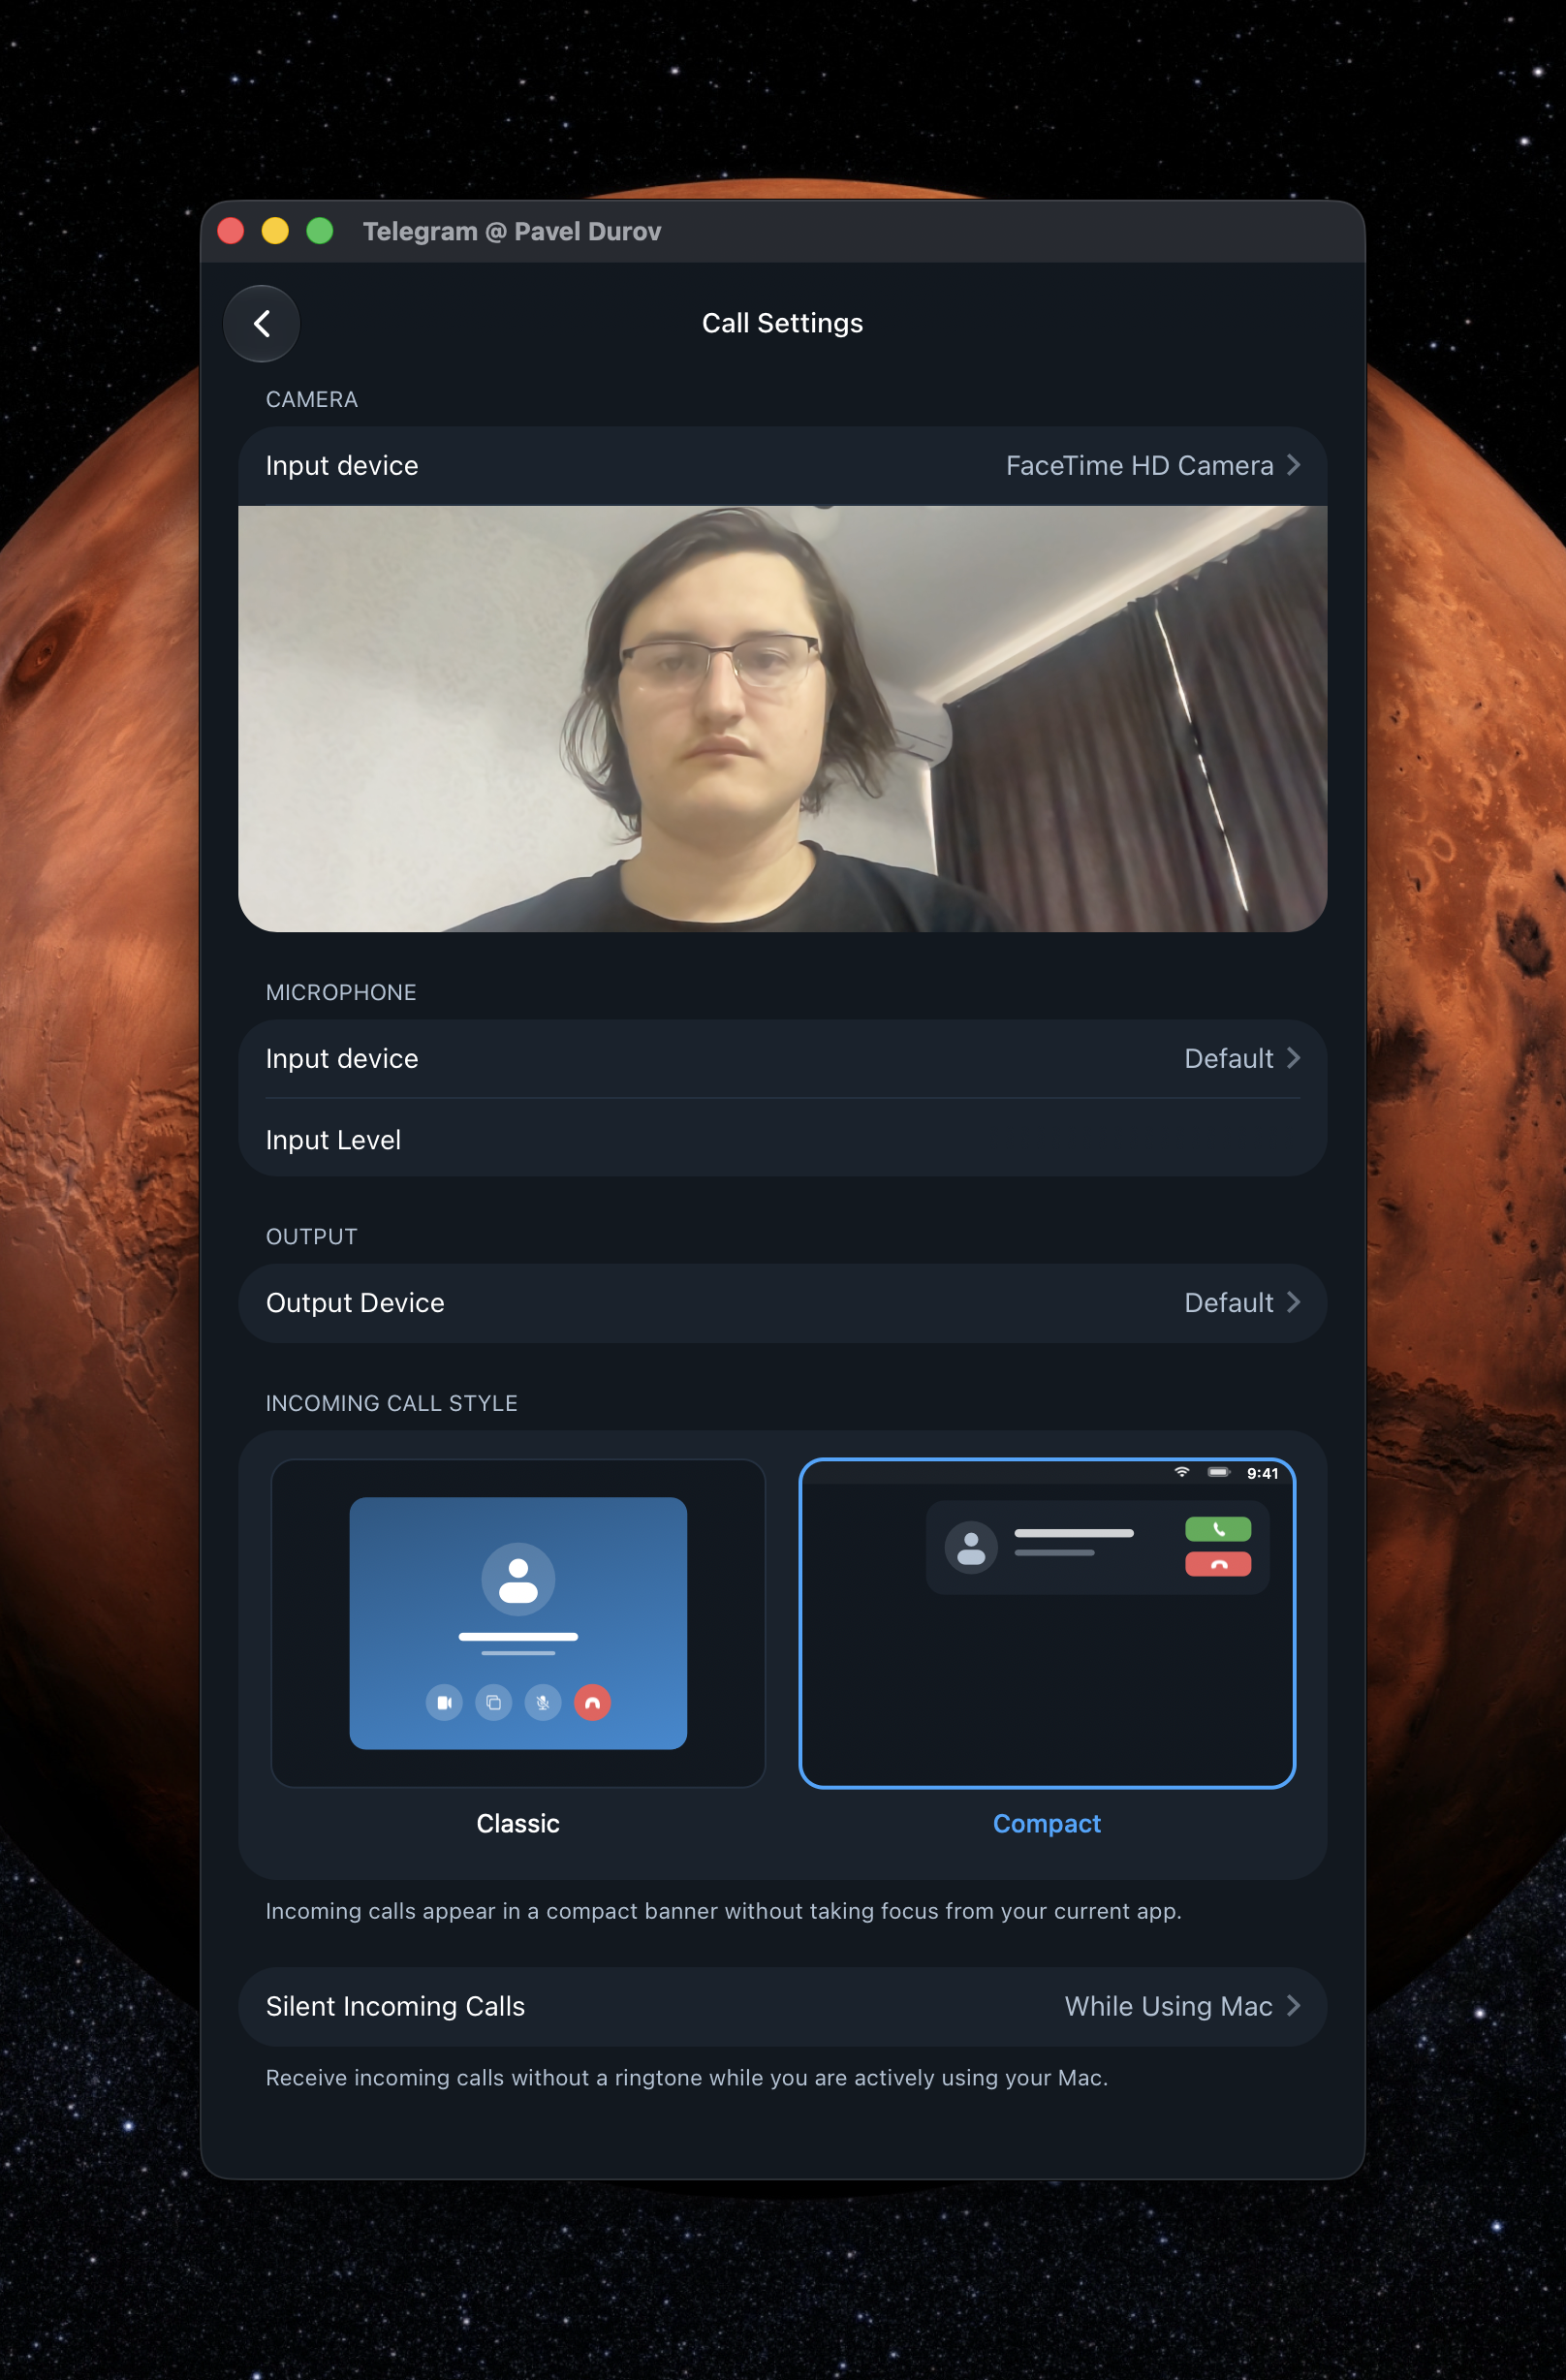 Telegram @ Pavel Durov
Call Settings
CAMERA
Input device FaceTime HD Camera
MICROPHONE
Input device Default
Input Level
OUTPUT
Output Device Default
INCOMING CALL STYLE
9:41
Classic Compact
Incoming calls appear in a compact banner without taking focus from your current app.
Silent Incoming Calls While Using Mac
Receive incoming calls without a ringtone while you are actively using your Mac.